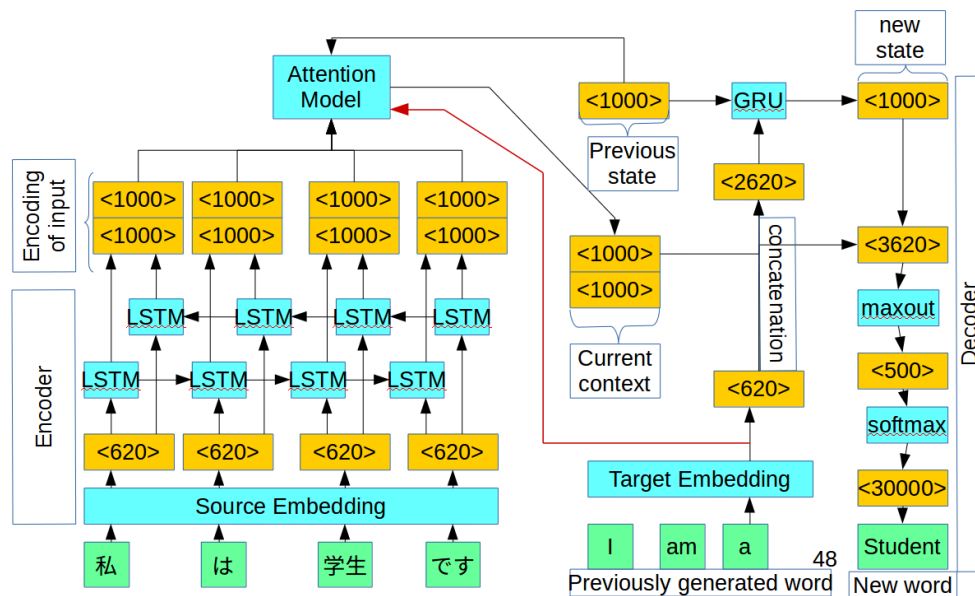 new
state
Attention
Model
<1000>
GRU
<1000>
Previous
state
<2620>
Encoding
of input
<1000>
<1000>
<1000>
<1000>
<1000>
<1000>
<1000>
<1000>
<1000>
<1000>
concatenation
<3620>
LSTM
LSTM
LSTM
LSTM
maxout
Decoder
Encoder
LSTM
LSTM
LSTM
LSTM
Current
context
<620>
<500>
softmax
<620>
<620>
<620>
<620>
Target Embedding
<30000>
Source Embedding
私
は
学生
です
I
am
a
Student
48
Previously generated word
New word